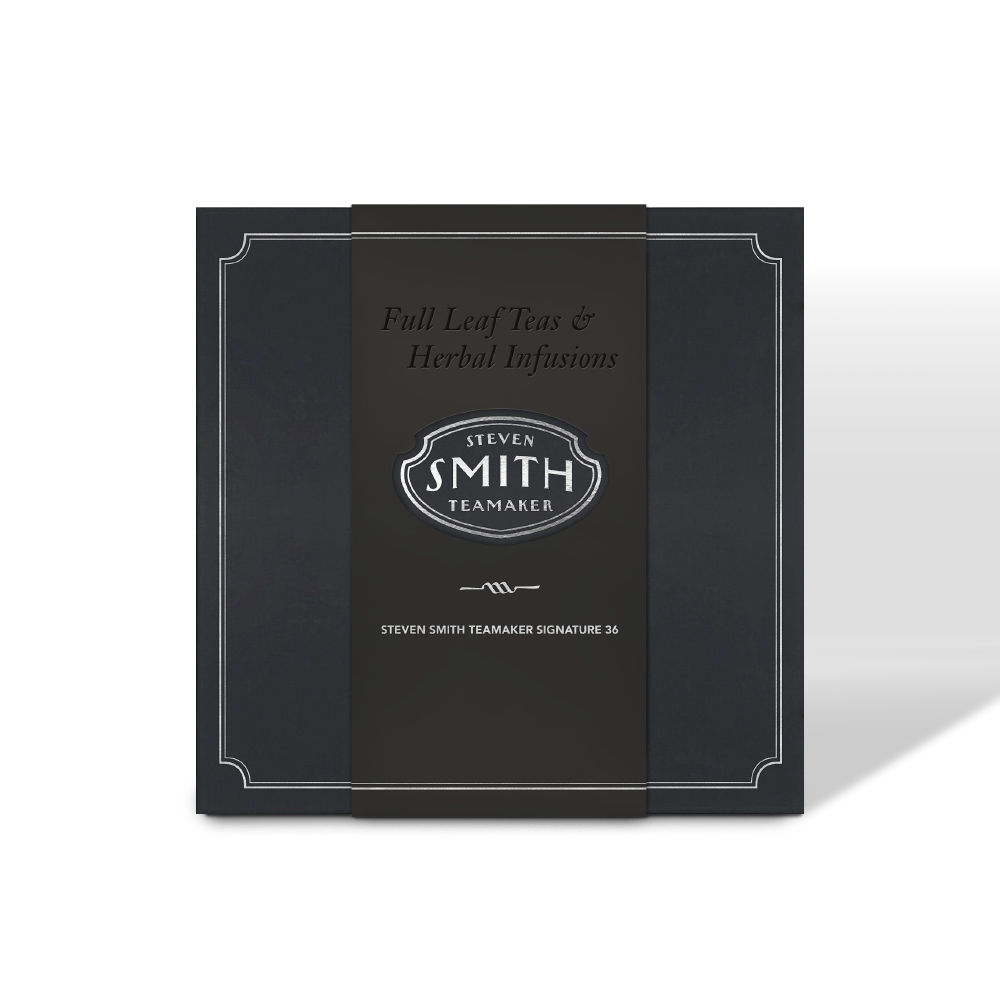 Full Leaf Teas &
Herbal Infusions
STEVEN
SMITH
TEAMAKER
STEVEN SMITH TEAMAKER SIGNATURE 36